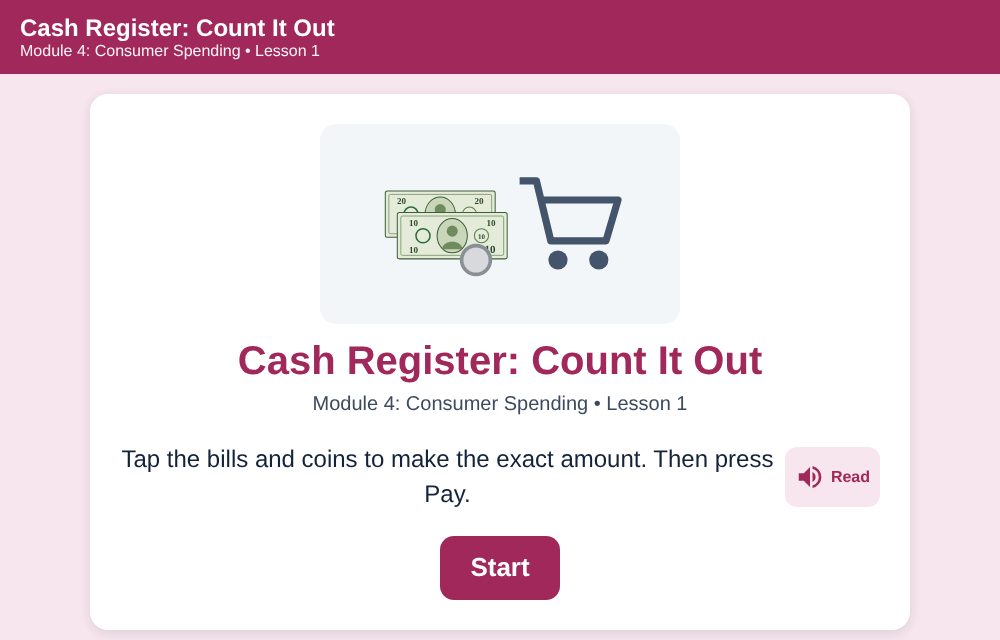 Cash Register: Count It Out
Module 4: Consumer Spending • Lesson 1
20 20
10 10
10
10 10
Cash Register: Count It Out
Module 4: Consumer Spending • Lesson 1
Tap the bills and coins to make the exact amount. Then press
Pay.
Read
Start